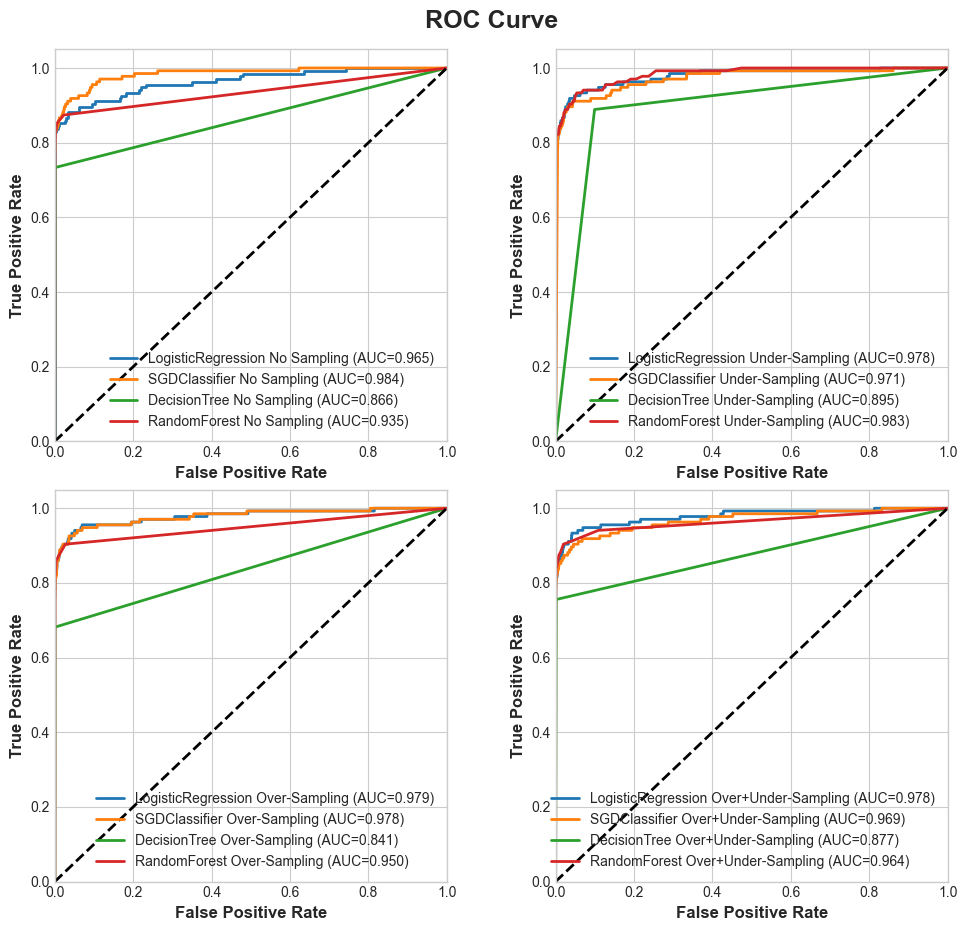 ROC Curve
1.0
0.8
0.6
0.4
0.2
0.0
True Positive Rate
LogisticRegression No Sampling (AUC=0.965)
SGDClassifier No Sampling (AUC=0.984)
DecisionTree No Sampling (AUC=0.866)
RandomForest No Sampling (AUC=0.935)
0.0 0.2 0.4 0.6 0.8 1.0
False Positive Rate
1.0
0.8
0.6
0.4
0.2
0.0
True Positive Rate
LogisticRegression Under-Sampling (AUC=0.978)
SGDClassifier Under-Sampling (AUC=0.971)
DecisionTree Under-Sampling (AUC=0.895)
RandomForest Under-Sampling (AUC=0.983)
0.0 0.2 0.4 0.6 0.8 1.0
False Positive Rate
1.0
0.8
0.6
0.4
0.2
0.0
True Positive Rate
LogisticRegression Over-Sampling (AUC=0.979)
SGDClassifier Over-Sampling (AUC=0.978)
DecisionTree Over-Sampling (AUC=0.841)
RandomForest Over-Sampling (AUC=0.950)
0.0 0.2 0.4 0.6 0.8 1.0
False Positive Rate
1.0
0.8
0.6
0.4
0.2
0.0
True Positive Rate
LogisticRegression Over+Under-Sampling (AUC=0.978)
SGDClassifier Over+Under-Sampling (AUC=0.969)
DecisionTree Over+Under-Sampling (AUC=0.877)
RandomForest Over+Under-Sampling (AUC=0.964)
0.0 0.2 0.4 0.6 0.8 1.0
False Positive Rate